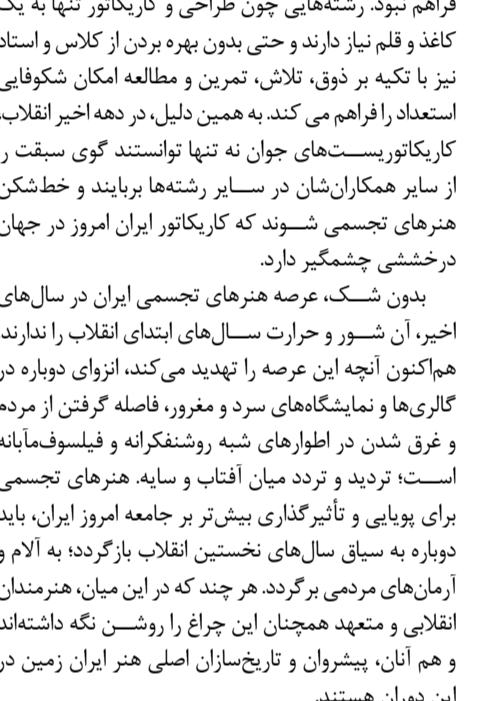 فراهم نبود. رشته‌هایی چون طراحی و کاریکاتور تنها به یک
کاغذ و قلم نیاز دارند و حتی بدون بهره بردن از کلاس و استاد
نیز با تکیه بر ذوق، تلاش، تمرین و مطالعه امکان شکوفایی
استعداد را فراهم می کند. به همین دلیل، در دهه اخیر انقلاب،
کاریکاتوریست‌های جوان نه تنها توانستند گوی سبقت ر
از سایر همکاران‌شان در سایر رشته‌ها بربایند و خط‌شکن
هنرهای تجسمی شوند که کاریکاتور ایران امروز در جهان
درخششی چشمگیر دارد.
بدون شک، عرصه هنرهای تجسمی ایران در سال‌های
اخیر، آن شور و حرارت سال‌های ابتدای انقلاب را ندارند.
هم‌اکنون آنچه این عرصه را تهدید می‌کند، انزوای دوباره در
گالری‌ها و نمایشگاه‌های سرد و مغرور، فاصله گرفتن از مردم
و غرق شدن در اطوارهای شبه روشنفکرانه و فیلسوف‌مآبانه
است؛ تردید و تردد میان آفتاب و سایه. هنرهای تجسمی
برای پویایی و تأثیرگذاری بیش‌تر بر جامعه امروز ایران، باید
دوباره به سیاق سال‌های نخستین انقلاب بازگردد؛ به آلام و
آرمان‌های مردمی برگردد. هر چند که در این میان، هنرمندان
انقلابی و متعهد همچنان این چراغ را روشن نگه داشته‌اند
و هم آنان، پیشروان و تاریخ‌سازان اصلی هنر ایران زمین در
این دوران هستند.